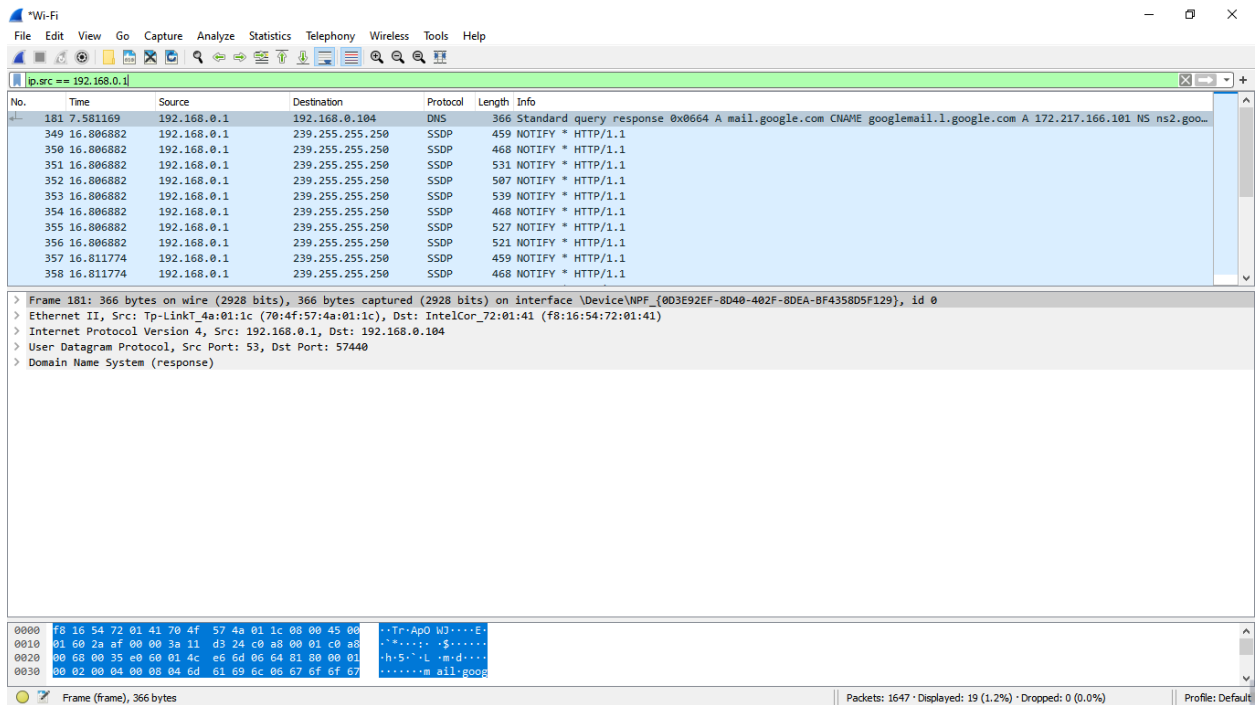 *Wi-Fi
File Edit View Go Capture Analyze Statistics Telephony Wireless Tools Help
ip.src == 192.168.0.1
No. Time Source Destination Protocol Length Info
181 7.581169 192.168.0.1 192.168.0.104 DNS 366 Standard query response 0x0664 A mail.google.com CNAME googlemail.l.google.com A 172.217.166.101 NS ns2.goo…
349 16.806882 192.168.0.1 239.255.255.250 SSDP 459 NOTIFY * HTTP/1.1
350 16.806882 192.168.0.1 239.255.255.250 SSDP 468 NOTIFY * HTTP/1.1
351 16.806882 192.168.0.1 239.255.255.250 SSDP 531 NOTIFY * HTTP/1.1
352 16.806882 192.168.0.1 239.255.255.250 SSDP 507 NOTIFY * HTTP/1.1
353 16.806882 192.168.0.1 239.255.255.250 SSDP 539 NOTIFY * HTTP/1.1
354 16.806882 192.168.0.1 239.255.255.250 SSDP 468 NOTIFY * HTTP/1.1
355 16.806882 192.168.0.1 239.255.255.250 SSDP 527 NOTIFY * HTTP/1.1
356 16.806882 192.168.0.1 239.255.255.250 SSDP 521 NOTIFY * HTTP/1.1
357 16.811774 192.168.0.1 239.255.255.250 SSDP 459 NOTIFY * HTTP/1.1
358 16.811774 192.168.0.1 239.255.255.250 SSDP 468 NOTIFY * HTTP/1.1
> Frame 181: 366 bytes on wire (2928 bits), 366 bytes captured (2928 bits) on interface \Device\NPF_{0D3E92EF-8D40-402F-8DEA-BF4358D5F129}, id 0
> Ethernet II, Src: Tp-LinkT_4a:01:1c (70:4f:57:4a:01:1c), Dst: IntelCor_72:01:41 (f8:16:54:72:01:41)
> Internet Protocol Version 4, Src: 192.168.0.1, Dst: 192.168.0.104
> User Datagram Protocol, Src Port: 53, Dst Port: 57440
> Domain Name System (response)
0000 f8 16 54 72 01 41 70 4f 57 4a 01 1c 08 00 45 00 ··Tr·ApO WJ····E·
0010 01 60 2a af 00 00 3a 11 d3 24 c0 a8 00 01 c0 a8 ·`*···:· ·$······
0020 00 68 00 35 e0 60 01 4c e6 6d 06 64 81 80 00 01 ·h·5·`·L ·m·d····
0030 00 02 00 04 00 08 04 6d 61 69 6c 06 67 6f 6f 67 ·······m ail·goog
Frame (frame), 366 bytes Packets: 1647 · Displayed: 19 (1.2%) · Dropped: 0 (0.0%) Profile: Default